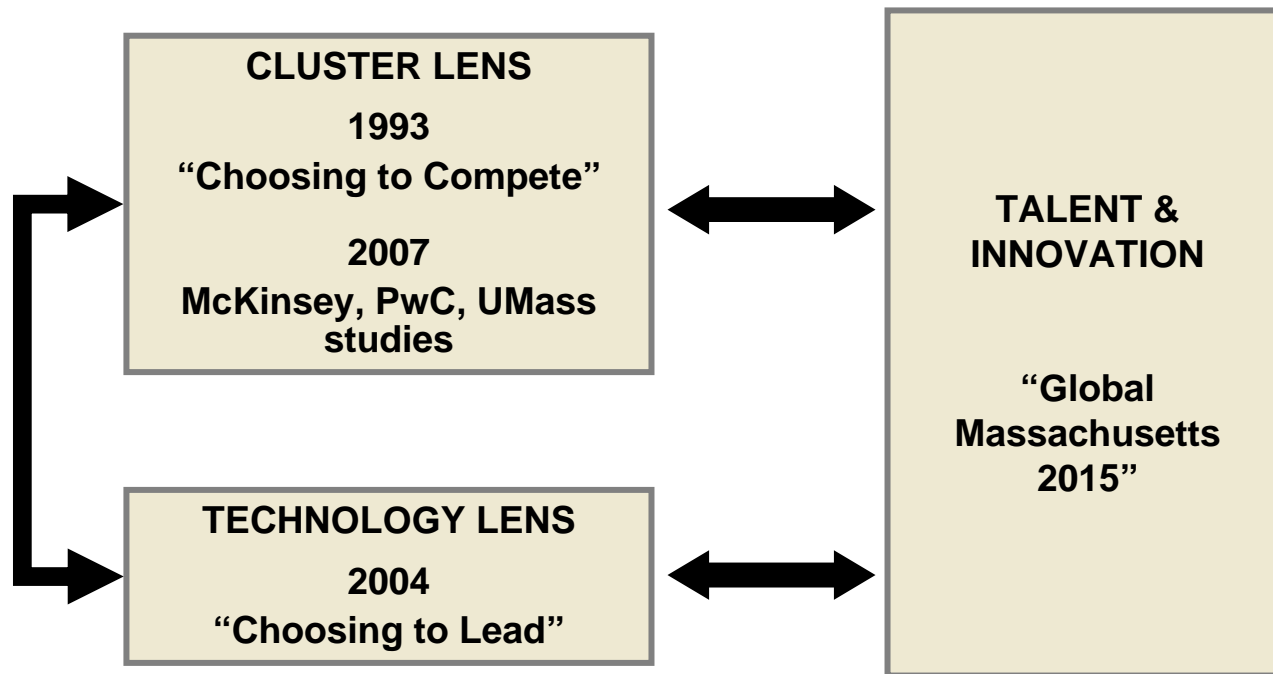 CLUSTER LENS
1993
“Choosing to Compete”
2007
McKinsey, PwC, UMass
studies
TECHNOLOGY LENS
2004
“Choosing to Lead”
TALENT &
INNOVATION
“Global
Massachusetts
2015”